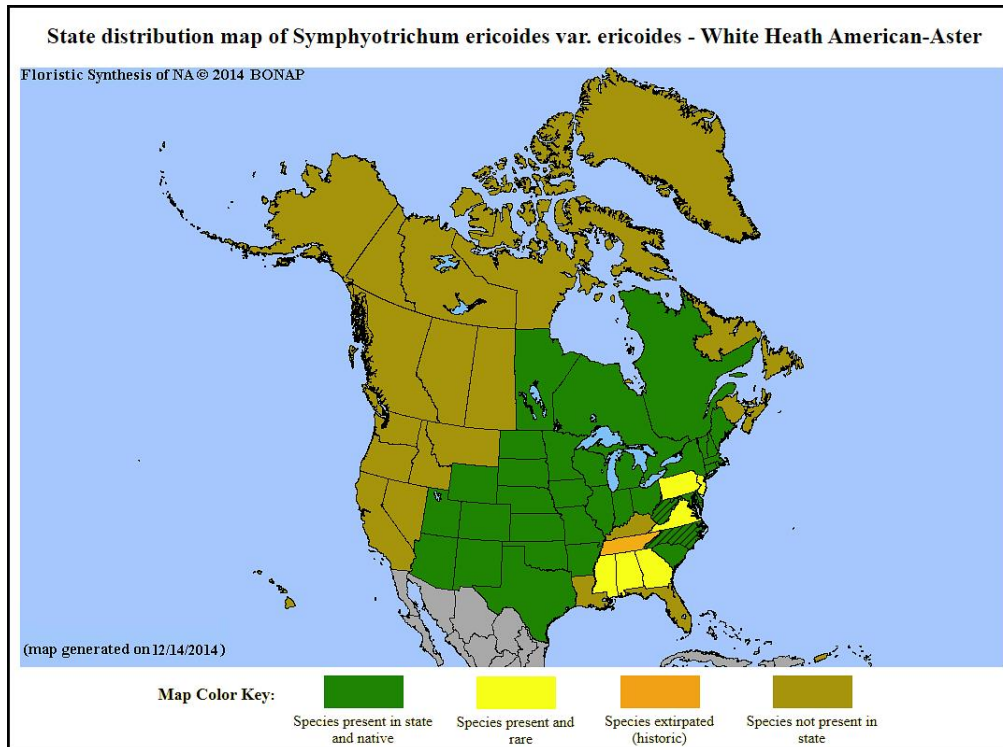 State distribution map of Symphyotrichum ericoides var. ericoides - White Heath American-Aster
Floristic Synthesis of NA © 2014 BONAP
(map generated on 12/14/2014)
Map Color Key:
Species present in state
and native
Species present and
rare
Species extirpated
(historic)
Species not present in
state